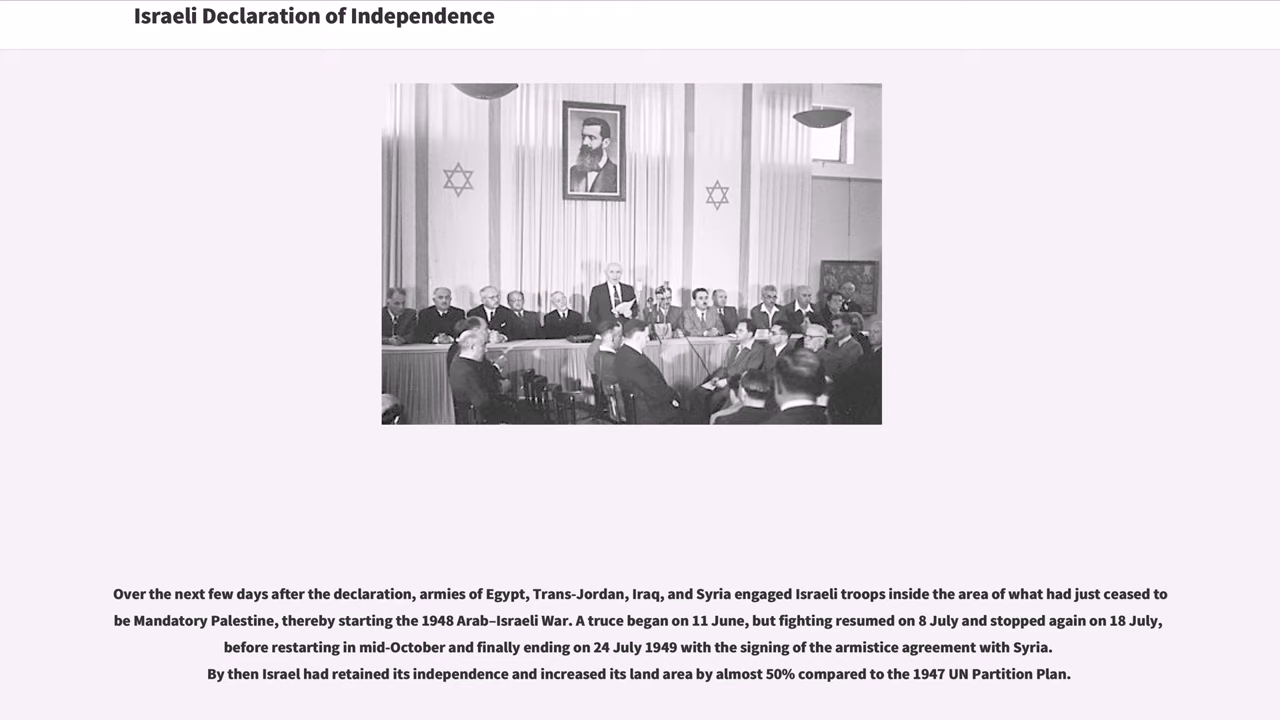 Israeli Declaration of Independence
Over the next few days after the declaration, armies of Egypt, Trans-Jordan, Iraq, and Syria engaged Israeli troops inside the area of what had just ceased to
be Mandatory Palestine, thereby starting the 1948 Arab–Israeli War. A truce began on 11 June, but fighting resumed on 8 July and stopped again on 18 July,
before restarting in mid-October and finally ending on 24 July 1949 with the signing of the armistice agreement with Syria.
By then Israel had retained its independence and increased its land area by almost 50% compared to the 1947 UN Partition Plan.